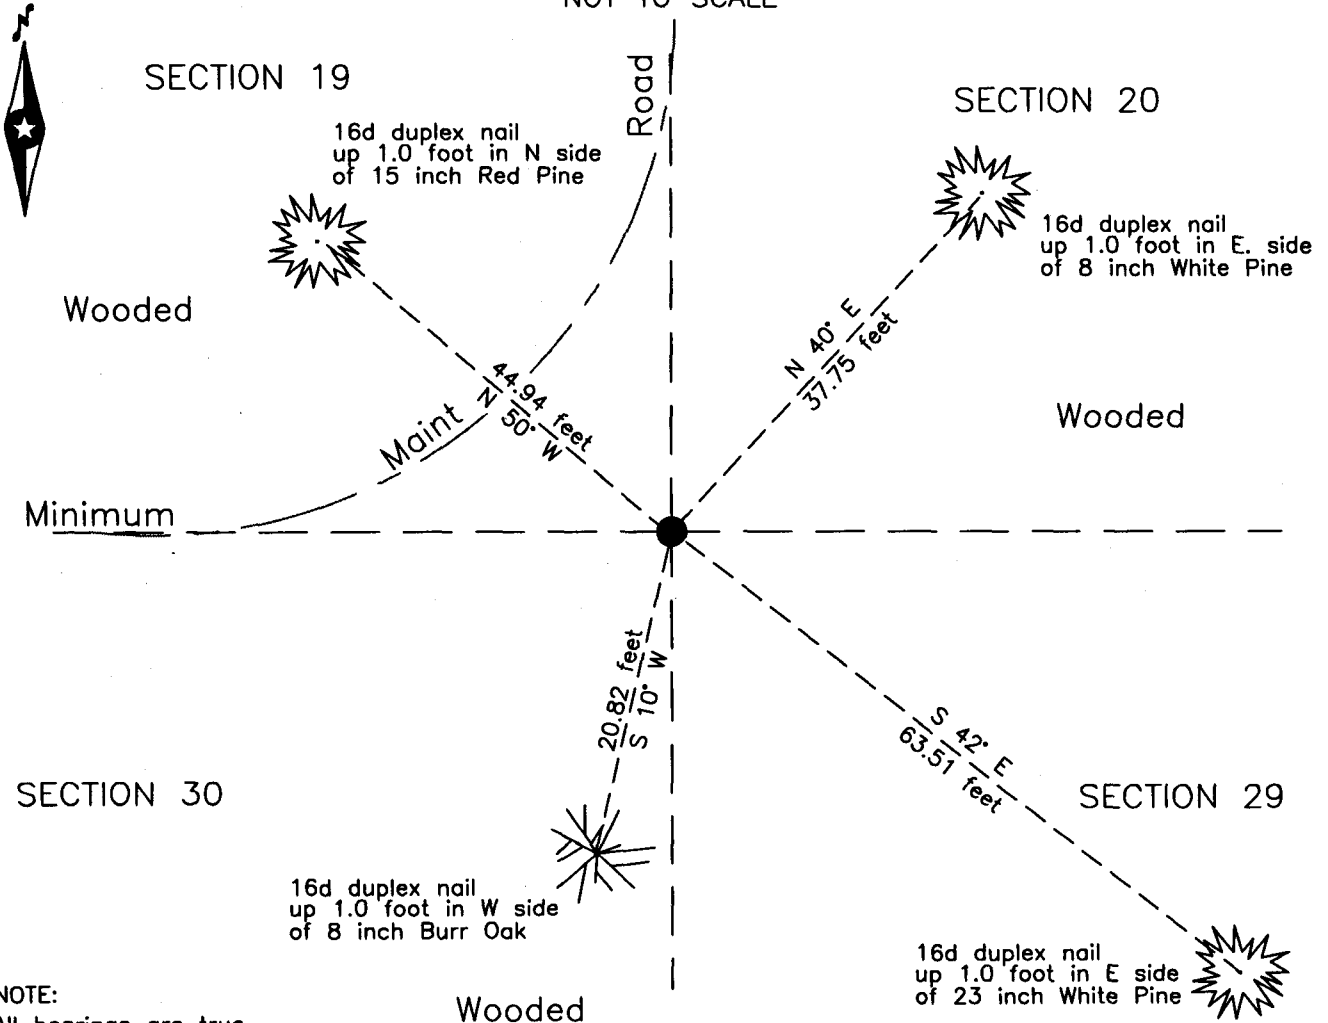 NOT TO SCALE
N
SECTION 19
Road
SECTION 20
16d duplex nail
up 1.0 foot in N side
of 15 inch Red Pine
16d duplex nail
up 1.0 foot in E. side
of 8 inch White Pine
Wooded
N 40° E
37.75 feet
44.94 feet
N 50° W
Wooded
Maint
Minimum
20.82 feet
S 10° W
S 42° E
63.51 feet
SECTION 30
SECTION 29
16d duplex nail
up 1.0 foot in W side
of 8 inch Burr Oak
16d duplex nail
up 1.0 foot in E side
of 23 inch White Pine
NOTE:
All bearings are true
Wooded